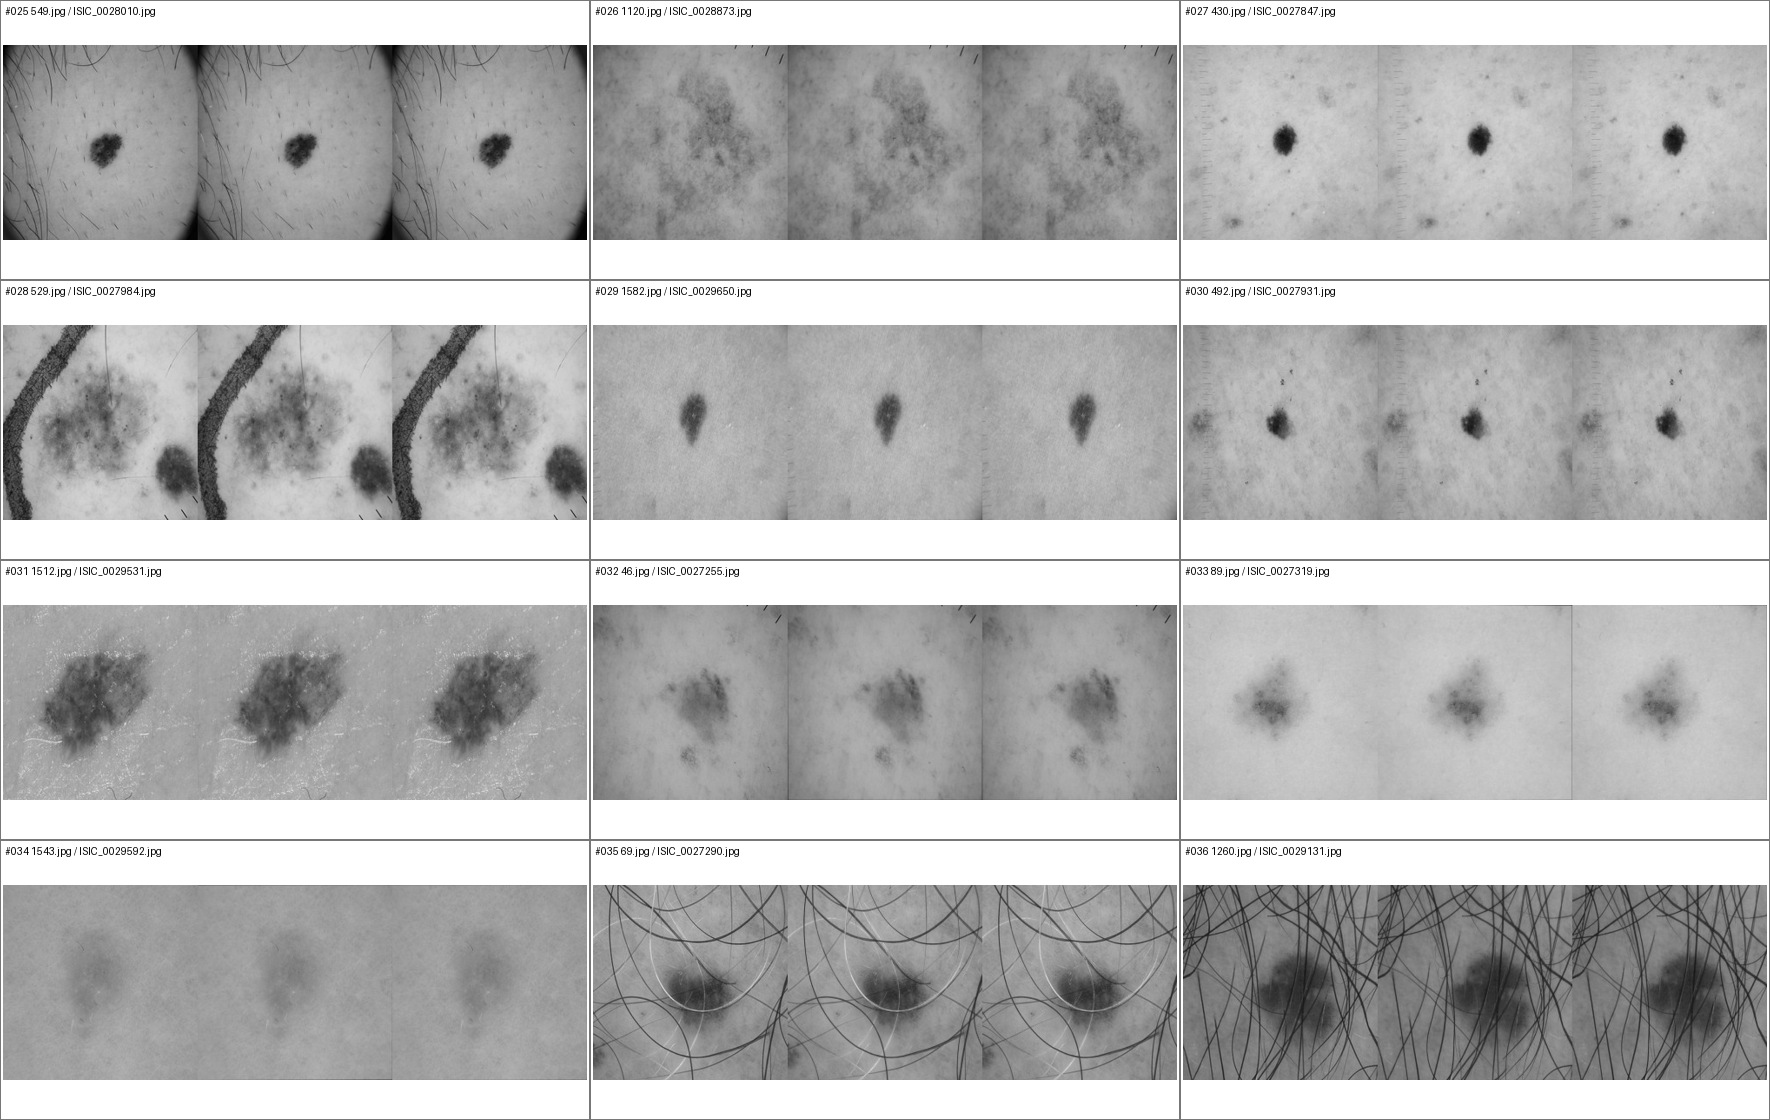 #025 549.jpg / ISIC_0028010.jpg
#026 1120.jpg / ISIC_0028873.jpg
#027 430.jpg / ISIC_0027847.jpg
#028 529.jpg / ISIC_0027984.jpg
#029 1582.jpg / ISIC_0029650.jpg
#030 492.jpg / ISIC_0027931.jpg
#031 1512.jpg / ISIC_0029531.jpg
#032 46.jpg / ISIC_0027255.jpg
#033 89.jpg / ISIC_0027319.jpg
#034 1543.jpg / ISIC_0029592.jpg
#035 69.jpg / ISIC_0027290.jpg
#036 1260.jpg / ISIC_0029131.jpg